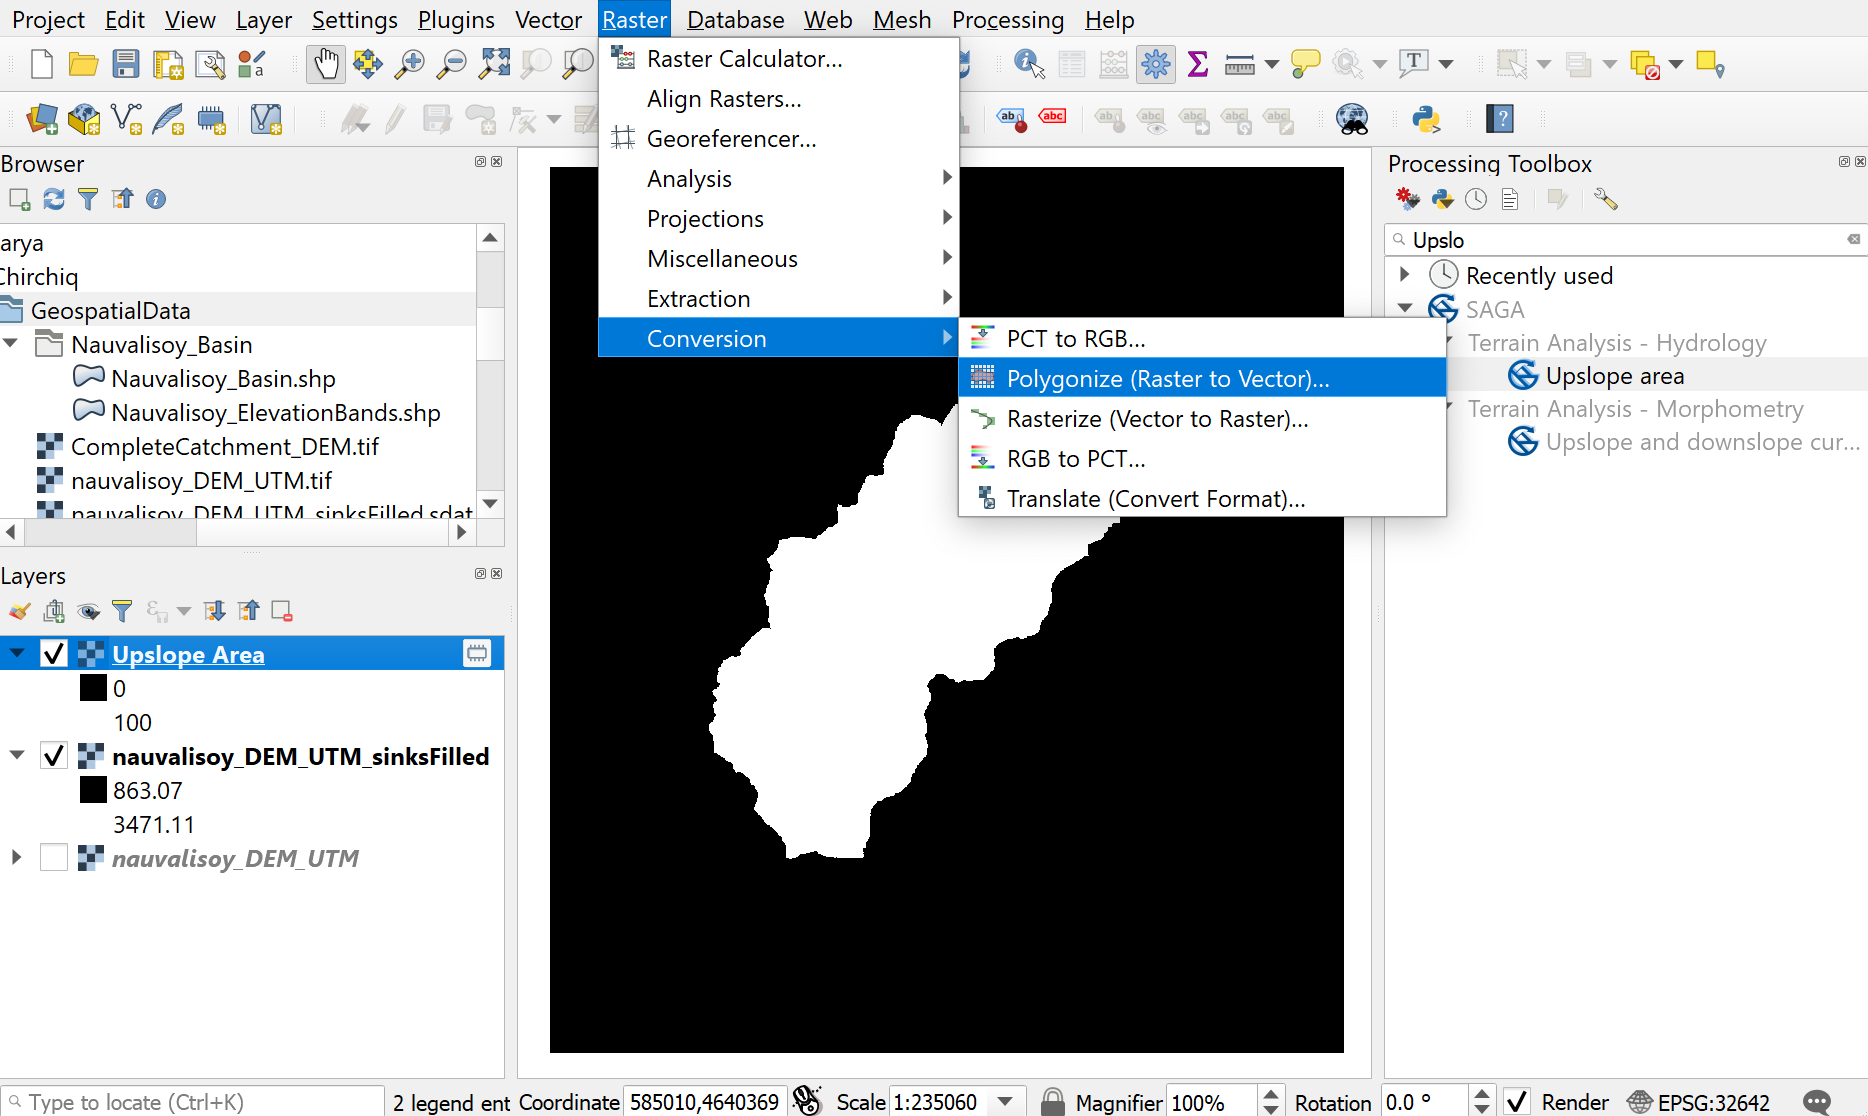 Project Edit View Layer Settings Plugins Vector Raster Database Web Mesh Processing Help
Raster Calculator...
Align Rasters...
Georeferencer...
Analysis
Projections
Miscellaneous
Extraction
Conversion
PCT to RGB...
Polygonize (Raster to Vector)...
Rasterize (Vector to Raster)...
RGB to PCT...
Translate (Convert Format)...
Browser
arya
Chirchiq
GeospatialData
Nauvalisoy_Basin
Nauvalisoy_Basin.shp
Nauvalisoy_ElevationBands.shp
CompleteCatchment_DEM.tif
nauvalisoy_DEM_UTM.tif
nauvalisoy_DEM_UTM_sinksFilled.sdat
Layers
Upslope Area
0
100
nauvalisoy_DEM_UTM_sinksFilled
863.07
3471.11
nauvalisoy_DEM_UTM
Processing Toolbox
Upslo
Recently used
SAGA
Terrain Analysis - Hydrology
Upslope area
Terrain Analysis - Morphometry
Upslope and downslope cur...
Type to locate (Ctrl+K) 2 legend ent Coordinate 585010,4640369 Scale 1:235060 Magnifier 100% Rotation 0.0 ° Render EPSG:32642